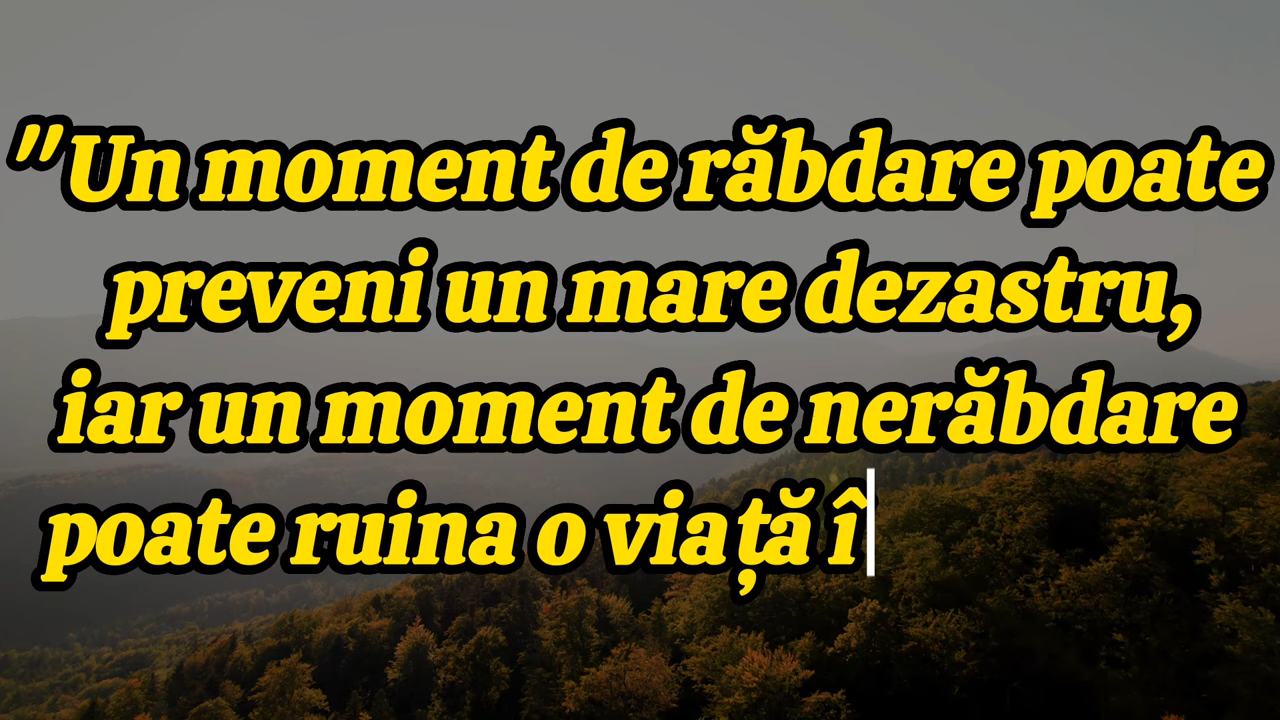 "Un moment de răbdare poate
preveni un mare dezastru,
iar un moment de nerăbdare
poate ruina o viață î